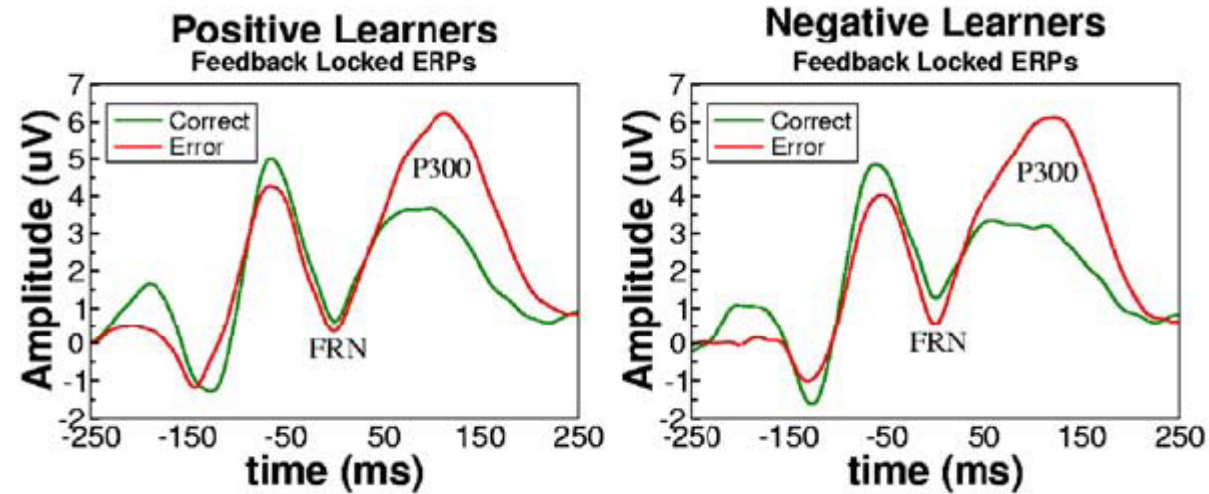 Positive Learners
Feedback Locked ERPs
Amplitude (uV)
7
6
5
4
3
2
1
0
-1
-2
Correct
Error
P300
FRN
-250 -150 -50 50 150 250
time (ms)
Negative Learners
Feedback Locked ERPs
Amplitude (uV)
7
6
5
4
3
2
1
0
-1
-2
Correct
Error
P300
FRN
-250 -150 -50 50 150 250
time (ms)